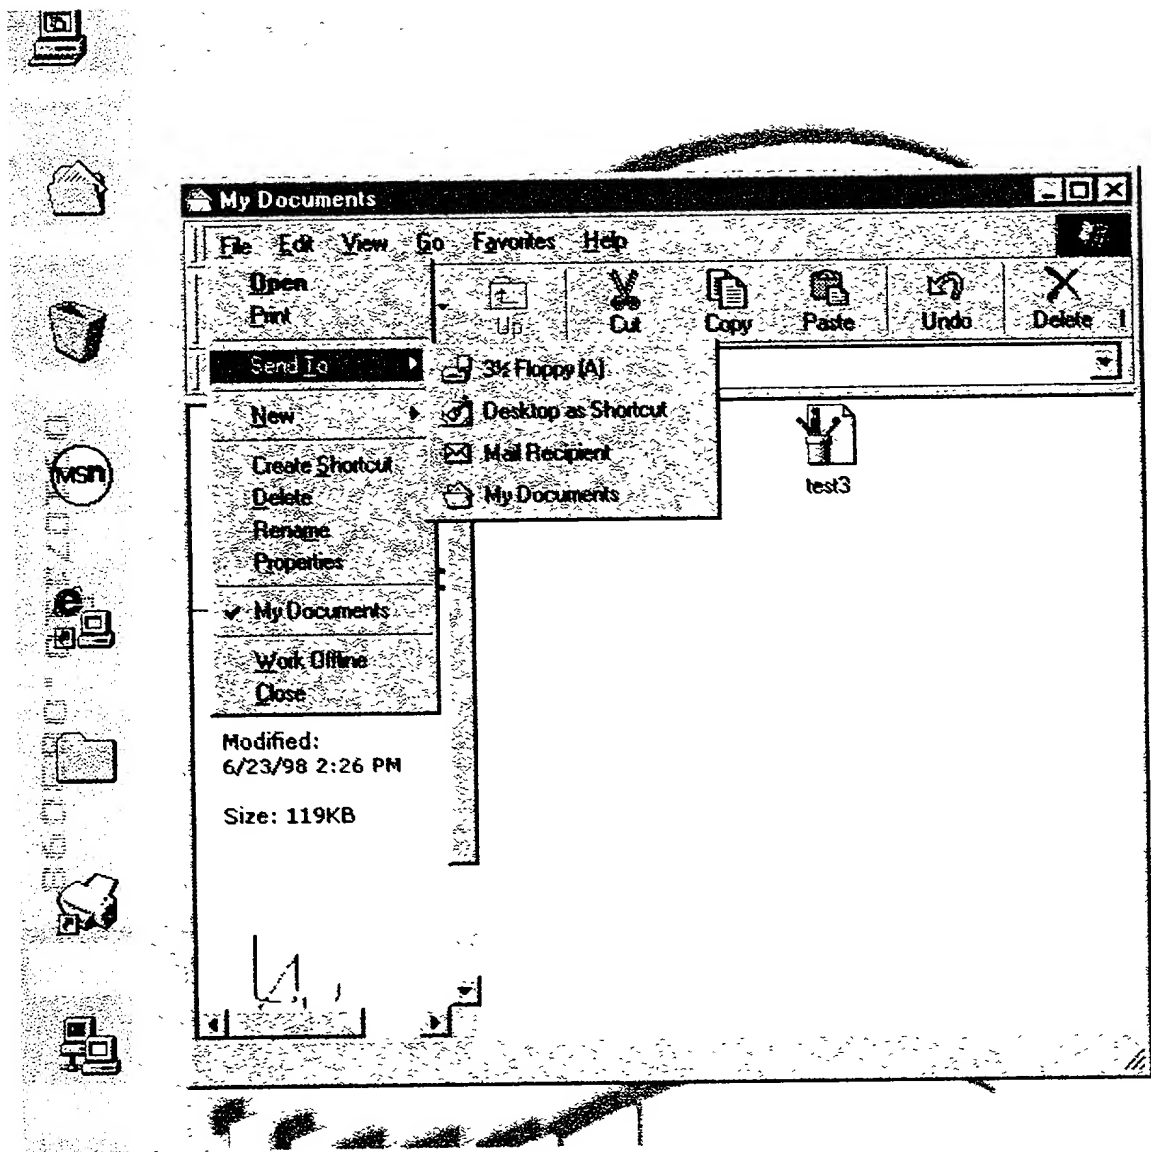 My Documents
File Edit View Go Favorites Help
Open
Print
Up Cut Copy Paste Undo Delete
Send To
3½ Floppy (A)
New
Desktop as Shortcut
Mail Recipient
My Documents
Create Shortcut
Delete
Rename
Properties
My Documents
Work Offline
Close
test3
Modified:
6/23/98 2:26 PM
Size: 119KB
msn